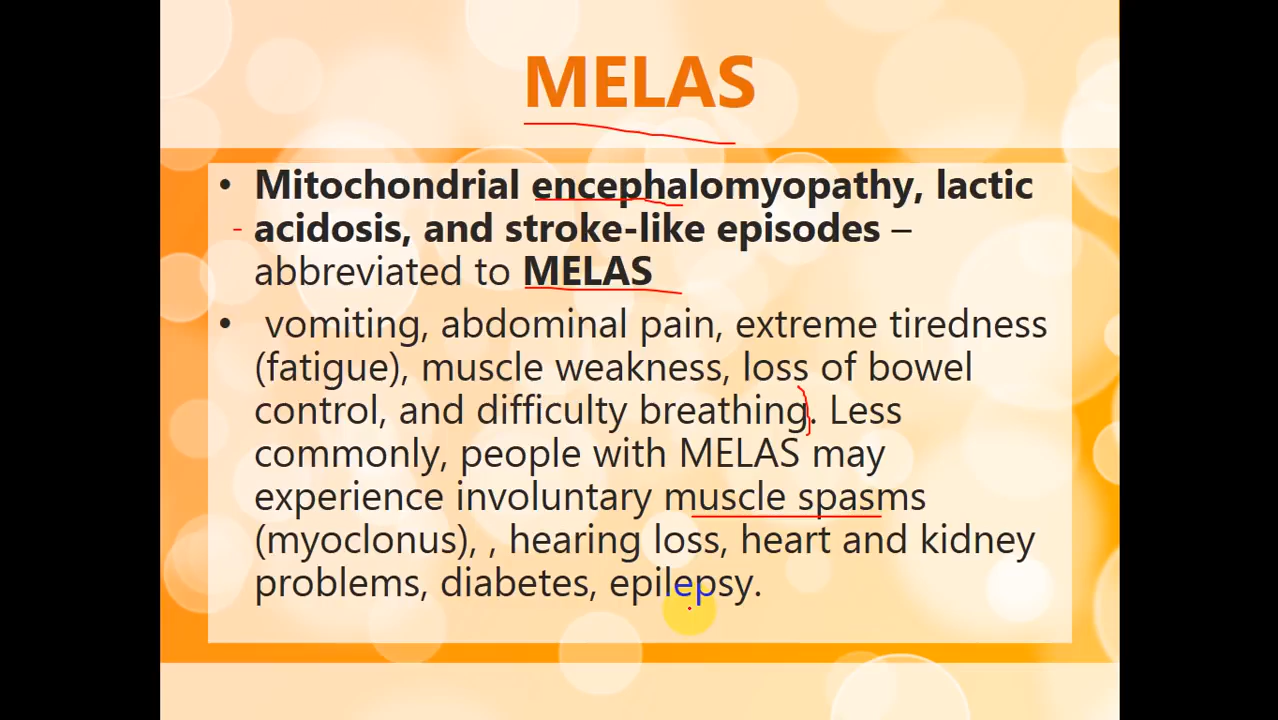 MELAS
• Mitochondrial encephalomyopathy, lactic
acidosis, and stroke-like episodes –
abbreviated to MELAS
• vomiting, abdominal pain, extreme tiredness
(fatigue), muscle weakness, loss of bowel
control, and difficulty breathing. Less
commonly, people with MELAS may
experience involuntary muscle spasms
(myoclonus), , hearing loss, heart and kidney
problems, diabetes, epilepsy.